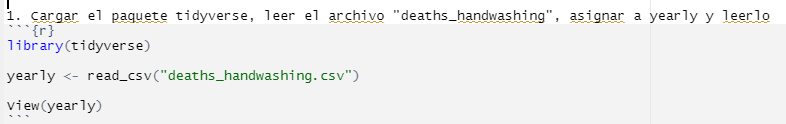 1. Cargar el paquete tidyverse, leer el archivo "deaths_handwashing", asignar a yearly y leerlo
```{r}
library(tidyverse)
yearly <- read_csv("deaths_handwashing.csv")
View(yearly)
```